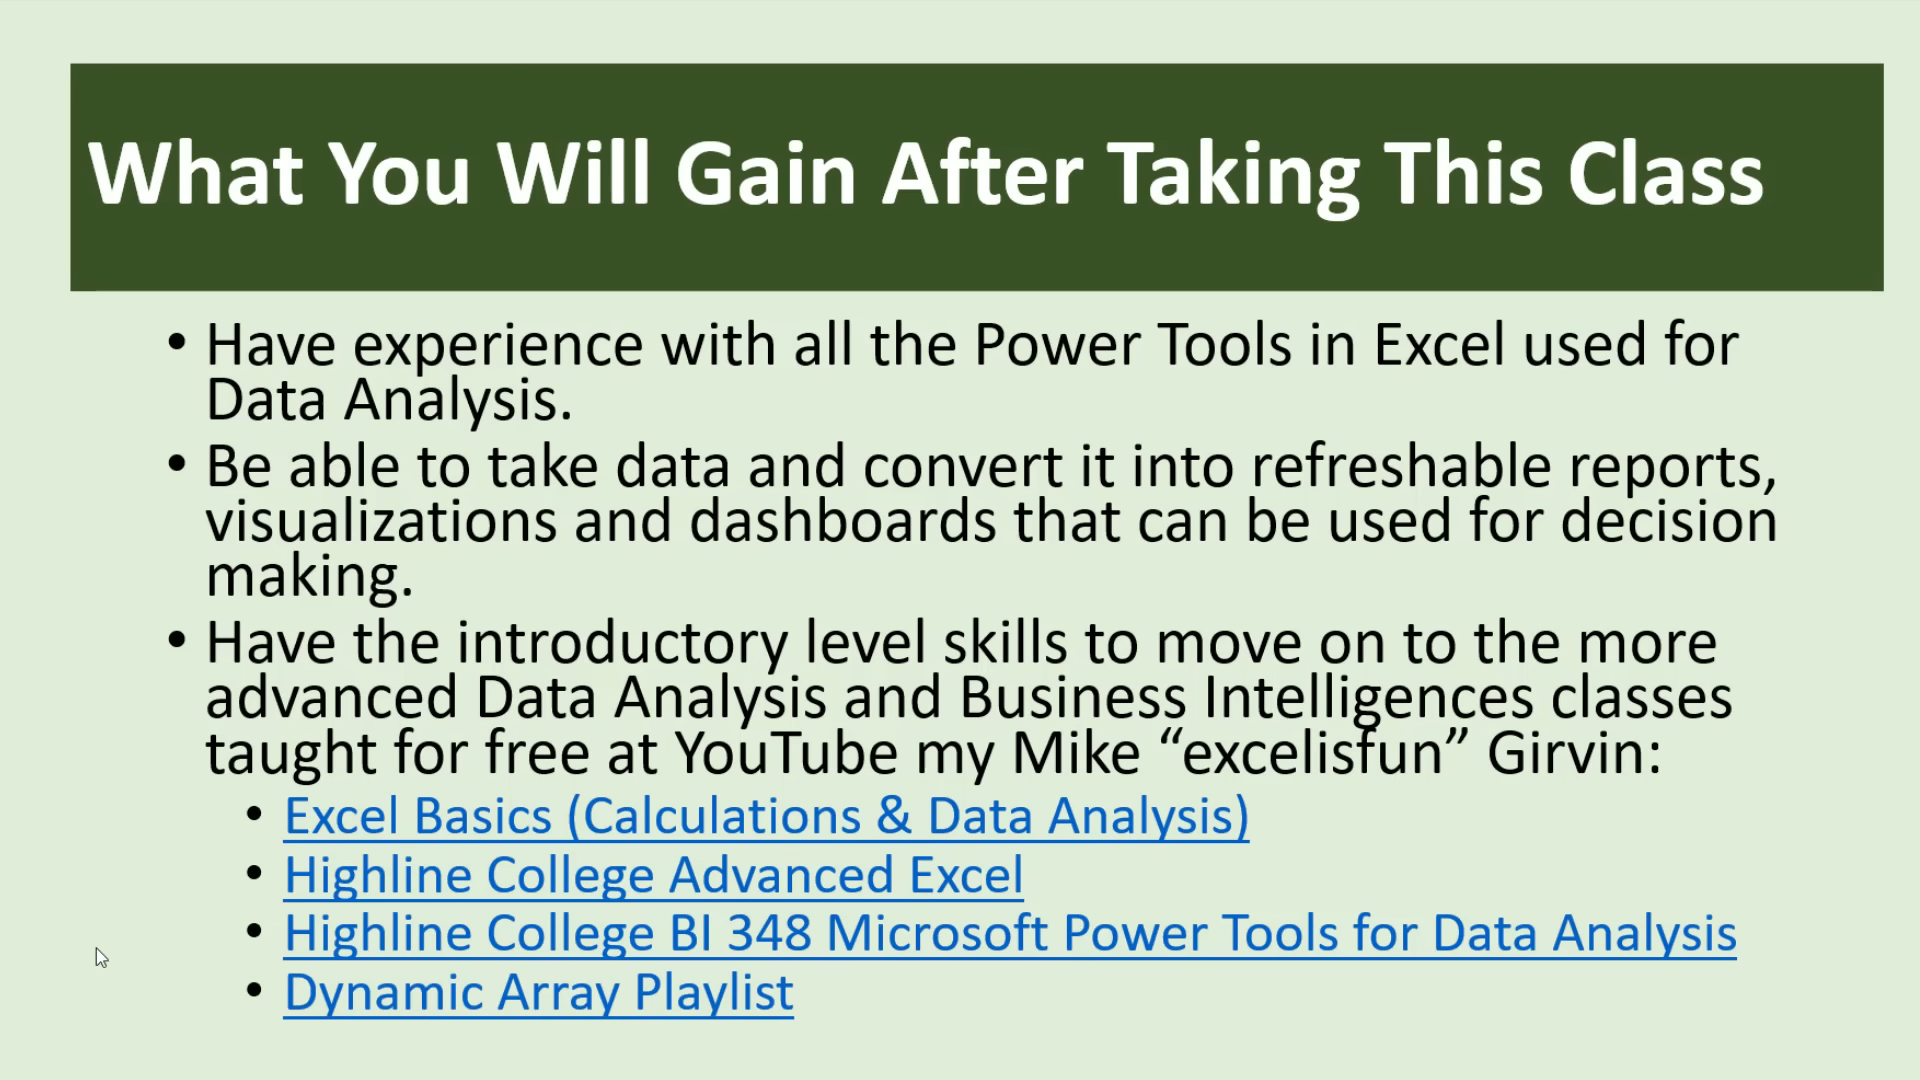 What You Will Gain After Taking This Class
• Have experience with all the Power Tools in Excel used for
Data Analysis.
• Be able to take data and convert it into refreshable reports,
visualizations and dashboards that can be used for decision
making.
• Have the introductory level skills to move on to the more
advanced Data Analysis and Business Intelligences classes
taught for free at YouTube my Mike “excelisfun” Girvin:
• Excel Basics (Calculations & Data Analysis)
• Highline College Advanced Excel
• Highline College BI 348 Microsoft Power Tools for Data Analysis
• Dynamic Array Playlist